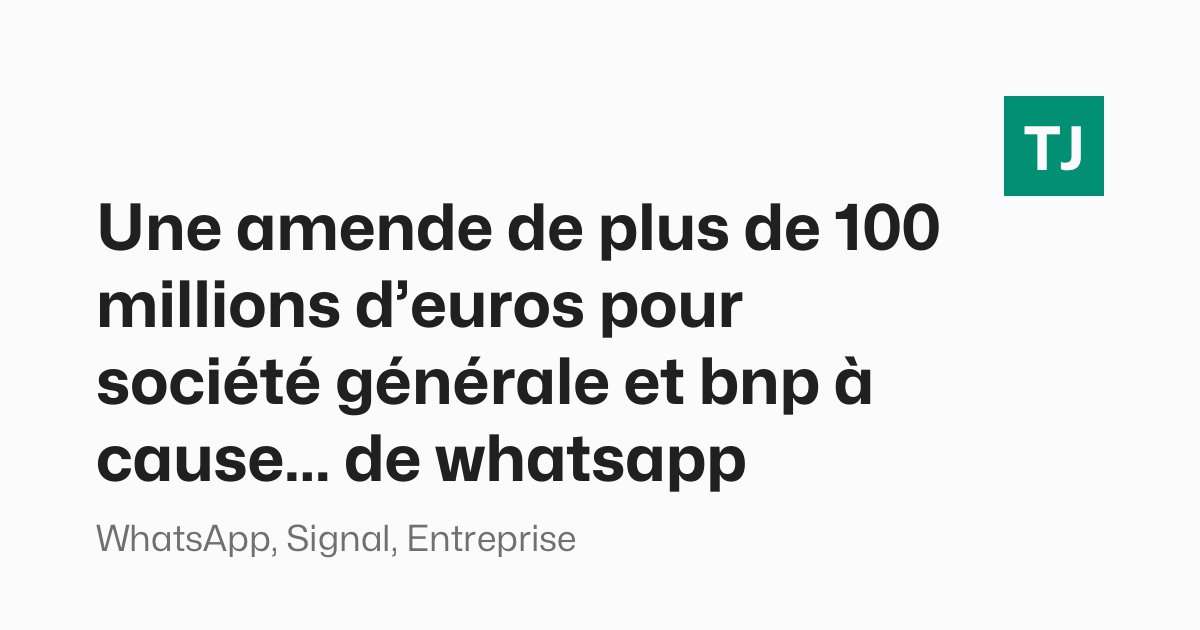 TJ
Une amende de plus de 100
millions d’euros pour
société générale et bnp à
cause... de whatsapp
WhatsApp, Signal, Entreprise